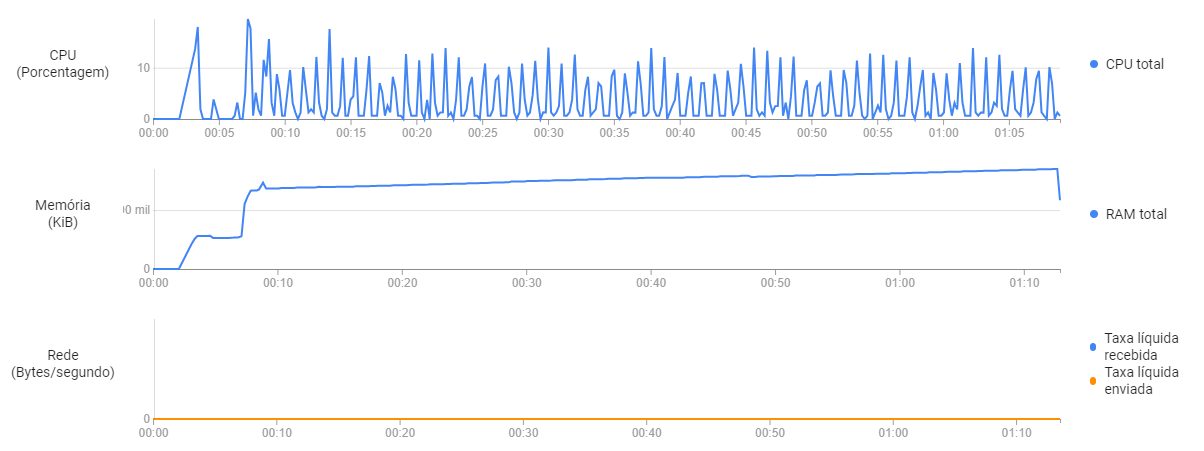 CPU
(Porcentagem)
10
0
00:00 00:05 00:10 00:15 00:20 00:25 00:30 00:35 00:40 00:45 00:50 00:55 01:00 01:05
CPU total
Memória
(KiB)
mil
0
00:00 00:10 00:20 00:30 00:40 00:50 01:00 01:10
RAM total
Rede
(Bytes/segundo)
0
00:00 00:10 00:20 00:30 00:40 00:50 01:00 01:10
Taxa líquida
recebida
Taxa líquida
enviada